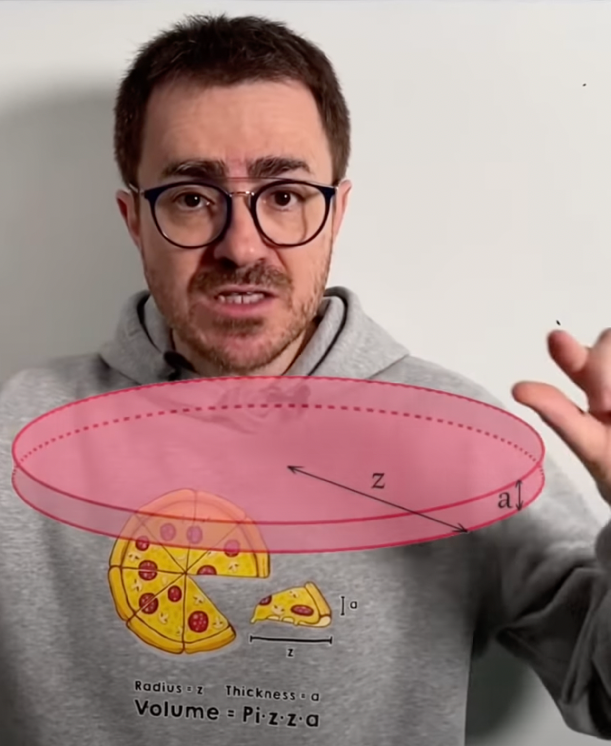 z
a
a
z
Radius = z Thickness = a
Volume = Pi·z·z·a